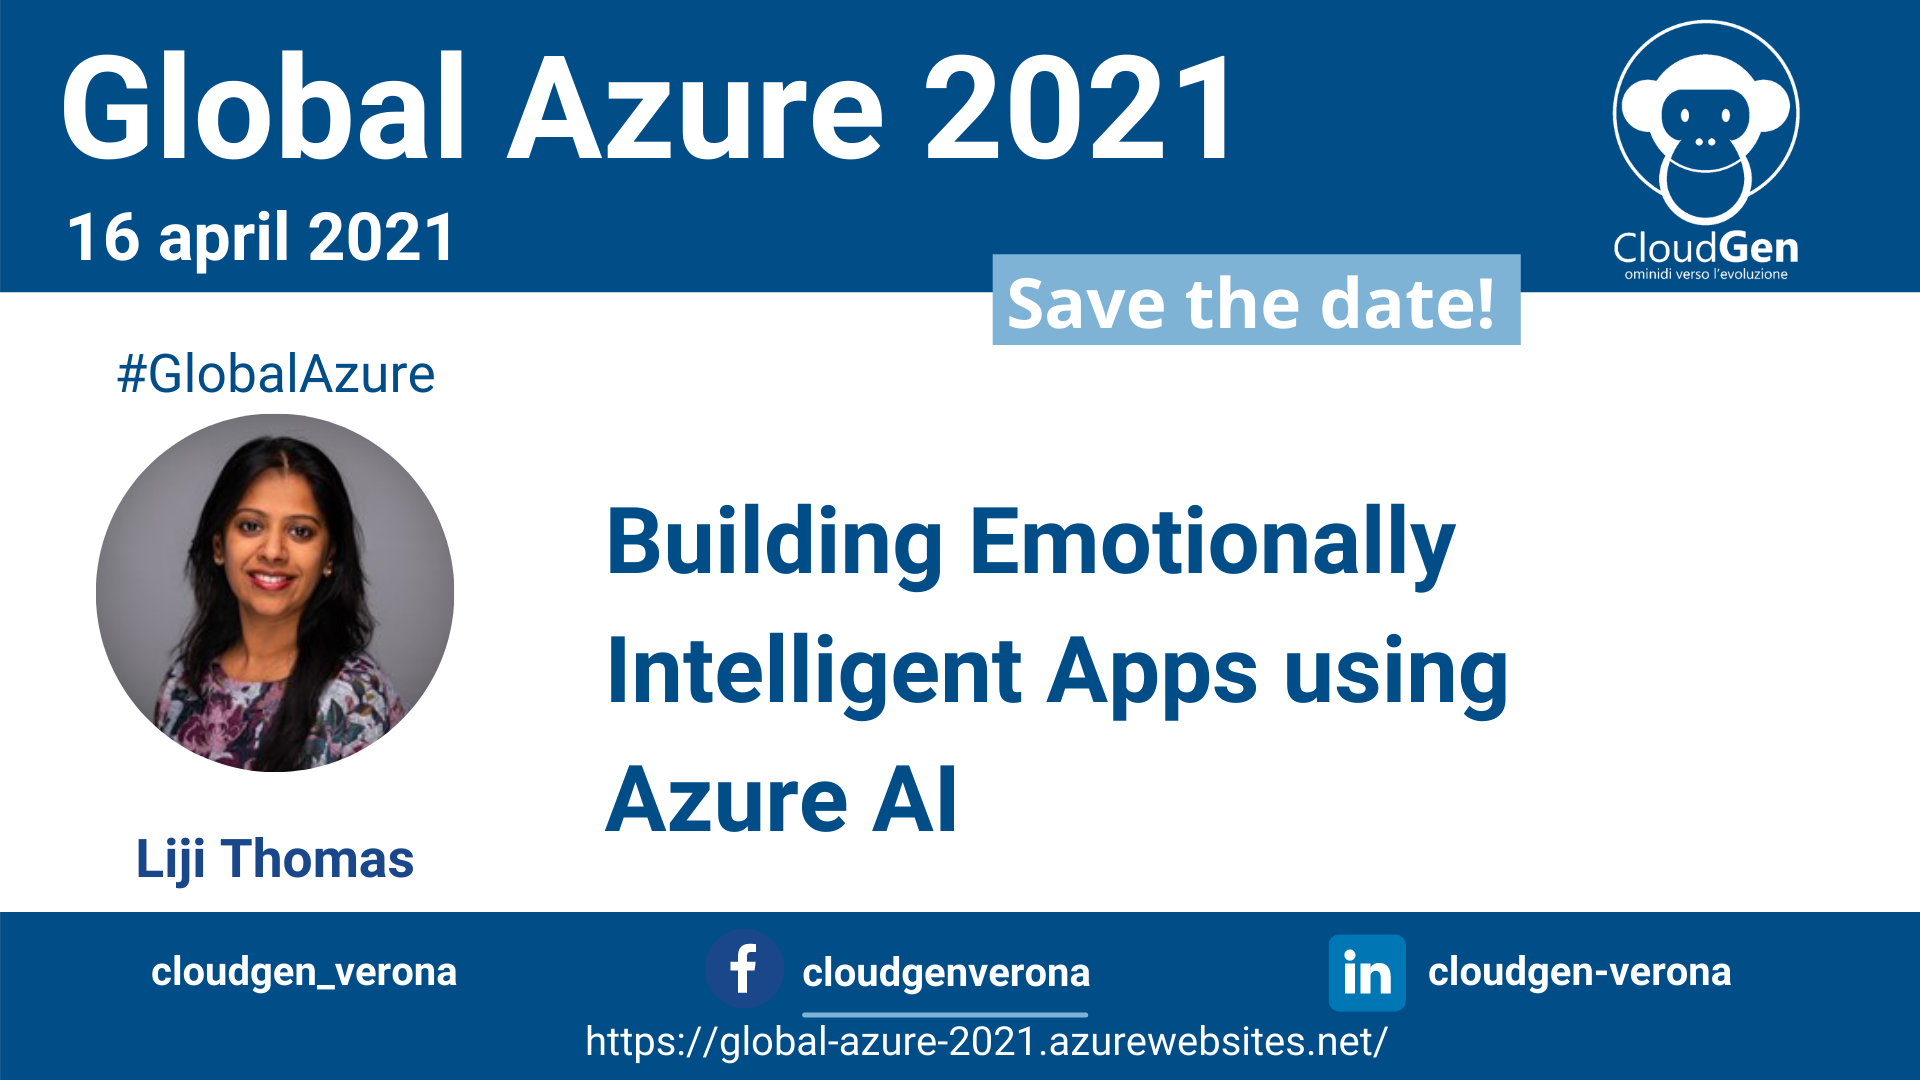 Global Azure 2021
16 april 2021
CloudGen
ominidi verso l'evoluzione
Save the date!
#GlobalAzure
Building Emotionally
Intelligent Apps using
Azure AI
Liji Thomas
cloudgen_verona
f cloudgenverona
in cloudgen-verona
https://global-azure-2021.azurewebsites.net/